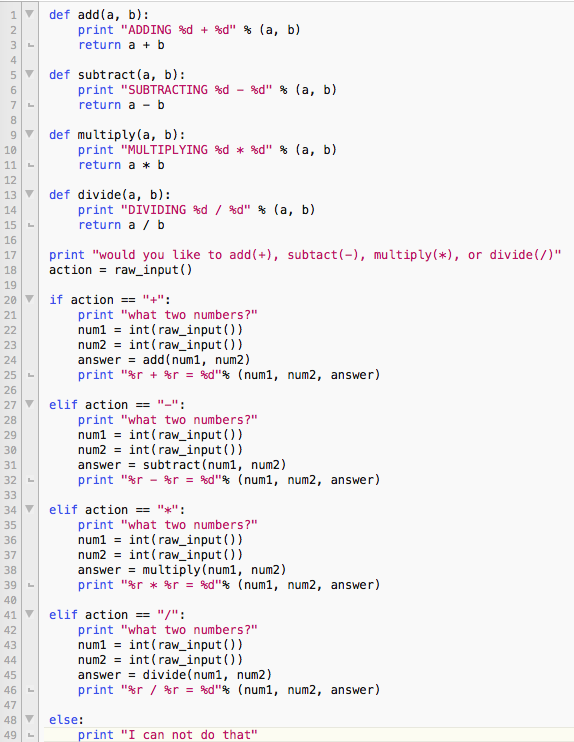 1 def add(a, b):
2     print "ADDING %d + %d" % (a, b)
3     return a + b
4
5 def subtract(a, b):
6     print "SUBTRACTING %d - %d" % (a, b)
7     return a - b
8
9 def multiply(a, b):
10     print "MULTIPLYING %d * %d" % (a, b)
11     return a * b
12
13 def divide(a, b):
14     print "DIVIDING %d / %d" % (a, b)
15     return a / b
16
17 print "would you like to add(+), subtact(-), multiply(*), or divide(/)"
18 action = raw_input()
19
20 if action == "+":
21     print "what two numbers?"
22     num1 = int(raw_input())
23     num2 = int(raw_input())
24     answer = add(num1, num2)
25     print "%r + %r = %d"% (num1, num2, answer)
26
27 elif action == "-":
28     print "what two numbers?"
29     num1 = int(raw_input())
30     num2 = int(raw_input())
31     answer = subtract(num1, num2)
32     print "%r - %r = %d"% (num1, num2, answer)
33
34 elif action == "*":
35     print "what two numbers?"
36     num1 = int(raw_input())
37     num2 = int(raw_input())
38     answer = multiply(num1, num2)
39     print "%r * %r = %d"% (num1, num2, answer)
40
41 elif action == "/":
42     print "what two numbers?"
43     num1 = int(raw_input())
44     num2 = int(raw_input())
45     answer = divide(num1, num2)
46     print "%r / %r = %d"% (num1, num2, answer)
47
48 else:
49     print "I can not do that"